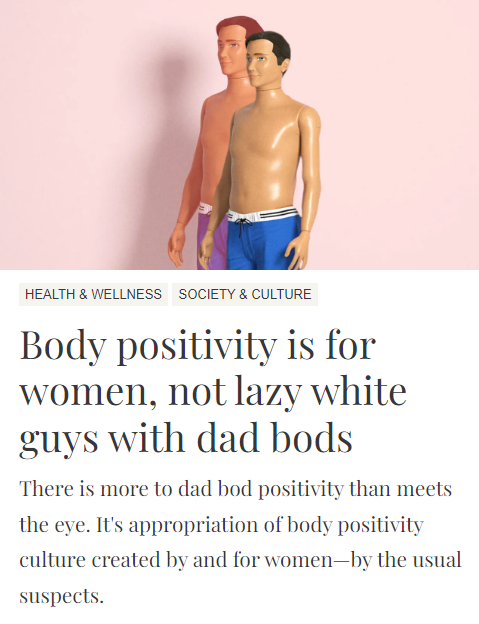 HEALTH & WELLNESS SOCIETY & CULTURE
Body positivity is for
women, not lazy white
guys with dad bods
There is more to dad bod positivity than meets
the eye. It's appropriation of body positivity
culture created by and for women—by the usual
suspects.